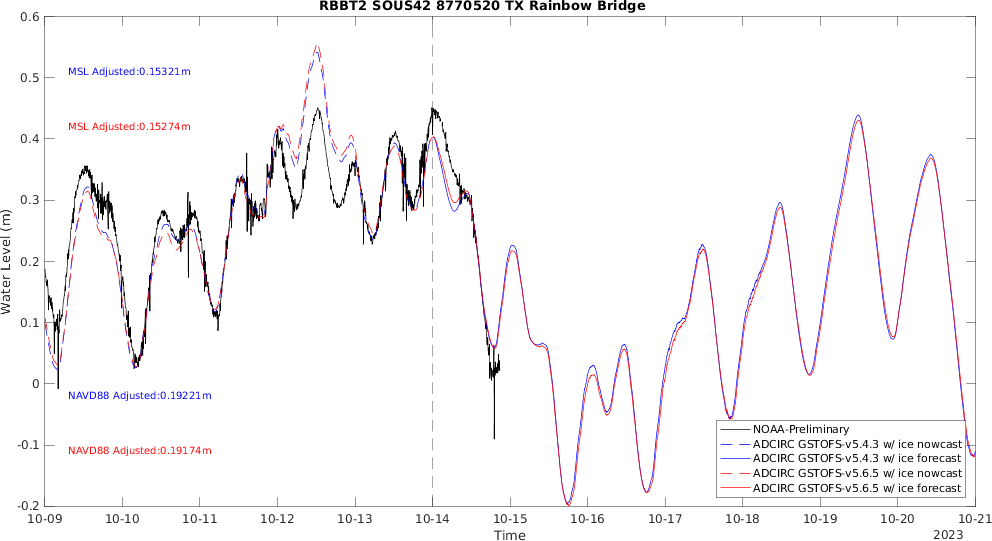 RBBT2 SOUS42 8770520 TX Rainbow Bridge
0.6
0.5
0.4
0.3
0.2
0.1
0
-0.1
-0.2
Water Level (m)
MSL Adjusted:0.15321m
MSL Adjusted:0.15274m
NAVD88 Adjusted:0.19221m
NAVD88 Adjusted:0.19174m
NOAA-Preliminary
ADCIRC GSTOFS-v5.4.3 w/ ice nowcast
ADCIRC GSTOFS-v5.4.3 w/ ice forecast
ADCIRC GSTOFS-v5.6.5 w/ ice nowcast
ADCIRC GSTOFS-v5.6.5 w/ ice forecast
10-09 10-10 10-11 10-12 10-13 10-14 10-15 10-16 10-17 10-18 10-19 10-20 10-21
Time
2023